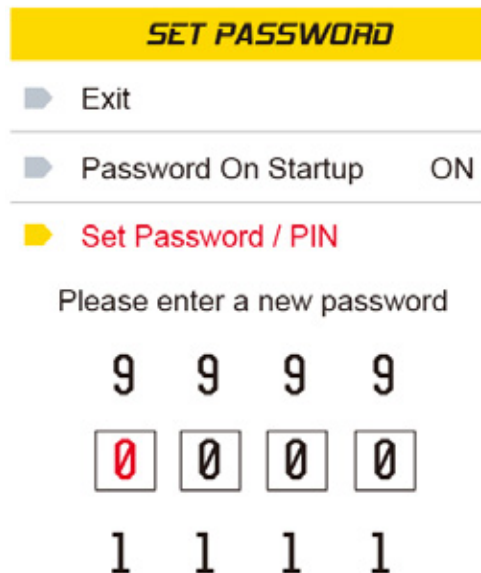 SET PASSWORD
Exit
Password On Startup ON
Set Password / PIN
Please enter a new password
9 9 9 9
0 0 0 0
1 1 1 1